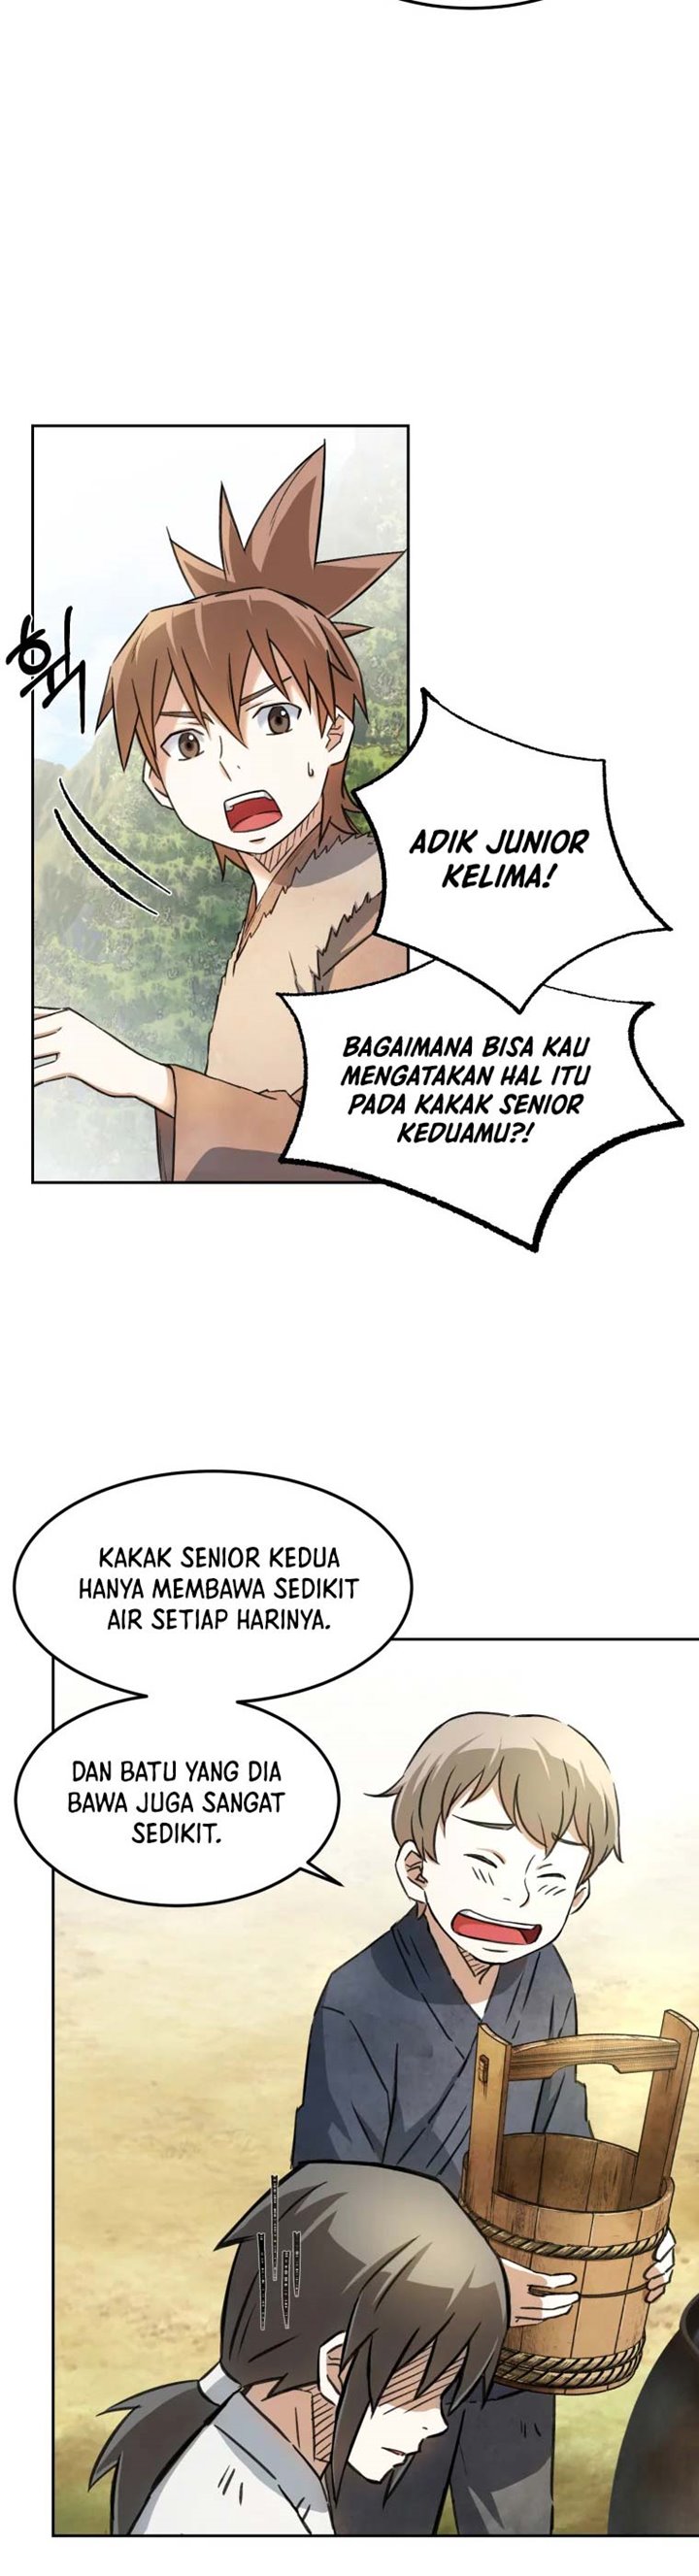 휙
ADIK JUNIOR
KELIMA!
BAGAIMANA BISA KAU
MENGATAKAN HAL ITU
PADA KAKAK SENIOR
KEDUAMU?!
KAKAK SENIOR KEDUA
HANYA MEMBAWA SEDIKIT
AIR SETIAP HARINYA.
DAN BATU YANG DIA
BAWA JUGA SANGAT
SEDIKIT.